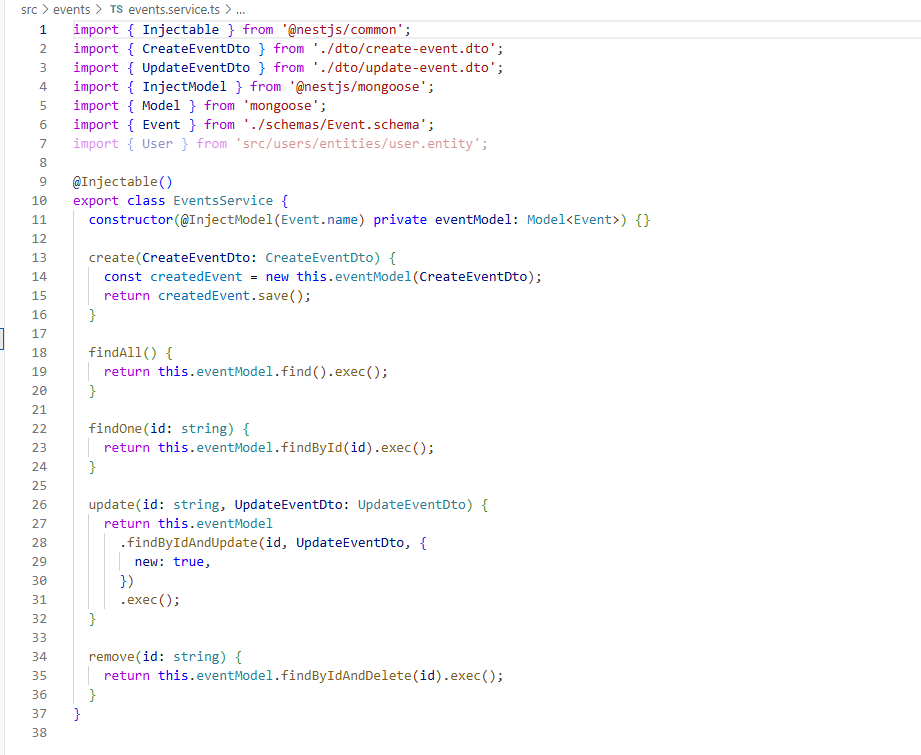 src > events > TS events.service.ts > ...
1 import { Injectable } from '@nestjs/common';
2 import { CreateEventDto } from './dto/create-event.dto';
3 import { UpdateEventDto } from './dto/update-event.dto';
4 import { InjectModel } from '@nestjs/mongoose';
5 import { Model } from 'mongoose';
6 import { Event } from './schemas/Event.schema';
7 import { User } from 'src/users/entities/user.entity';
8
9 @Injectable()
10 export class EventsService {
11   constructor(@InjectModel(Event.name) private eventModel: Model<Event>) {}
12
13   create(CreateEventDto: CreateEventDto) {
14     const createdEvent = new this.eventModel(CreateEventDto);
15     return createdEvent.save();
16   }
17
18   findAll() {
19     return this.eventModel.find().exec();
20   }
21
22   findOne(id: string) {
23     return this.eventModel.findById(id).exec();
24   }
25
26   update(id: string, UpdateEventDto: UpdateEventDto) {
27     return this.eventModel
28       .findByIdAndUpdate(id, UpdateEventDto, {
29         new: true,
30       })
31       .exec();
32   }
33
34   remove(id: string) {
35     return this.eventModel.findByIdAndDelete(id).exec();
36   }
37 }
38